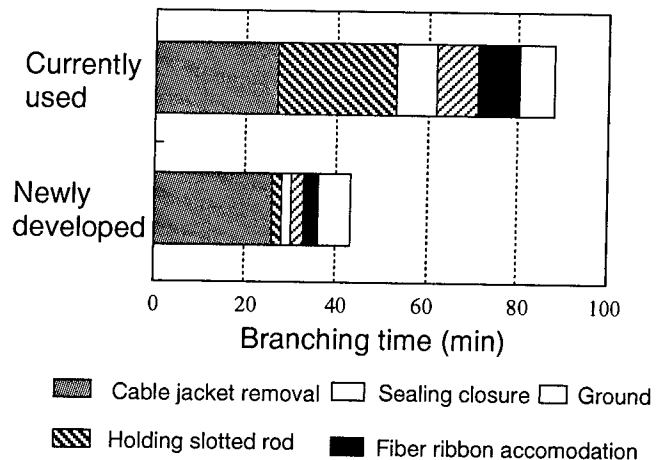 Currently
used
Newly
developed
0 20 40 60 80 100
Branching time (min)
Cable jacket removal Sealing closure Ground
Holding slotted rod Fiber ribbon accomodation